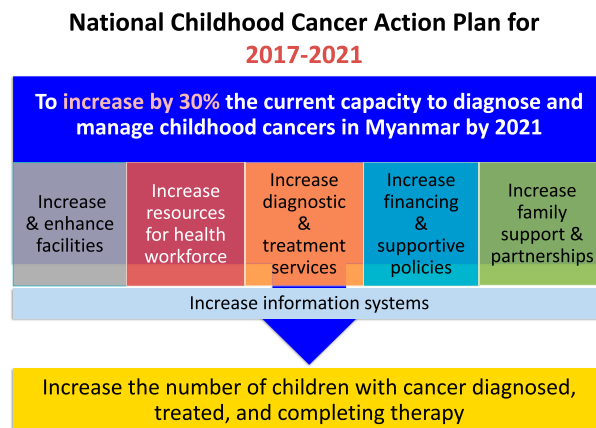 National Childhood Cancer Action Plan for
2017-2021
To increase by 30% the current capacity to diagnose and
manage childhood cancers in Myanmar by 2021
Increase
& enhance
facilities
Increase
resources
for health
workforce
Increase
diagnostic
&
treatment
services
Increase
financing
&
supportive
policies
Increase
family
support &
partnerships
Increase information systems
Increase the number of children with cancer diagnosed,
treated, and completing therapy